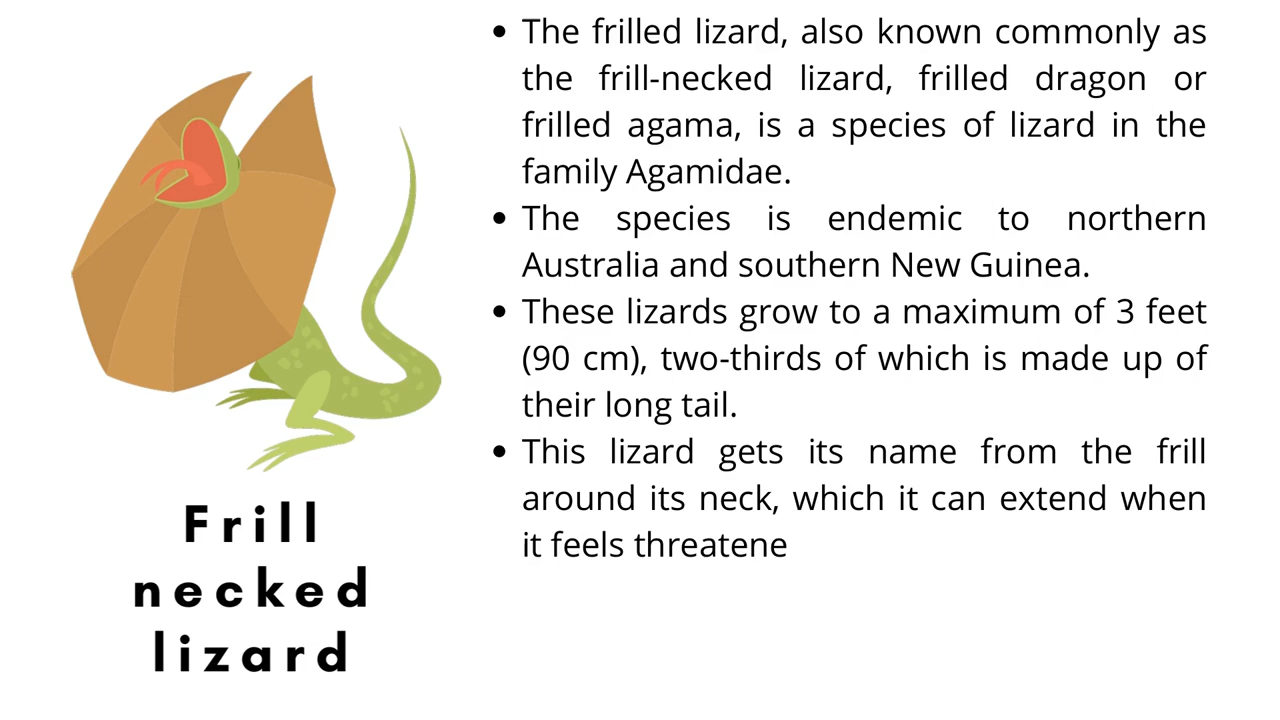 • The frilled lizard, also known commonly as
the frill-necked lizard, frilled dragon or
frilled agama, is a species of lizard in the
family Agamidae.
• The species is endemic to northern
Australia and southern New Guinea.
• These lizards grow to a maximum of 3 feet
(90 cm), two-thirds of which is made up of
their long tail.
• This lizard gets its name from the frill
around its neck, which it can extend when
it feels threatene
Frill
necked
lizard